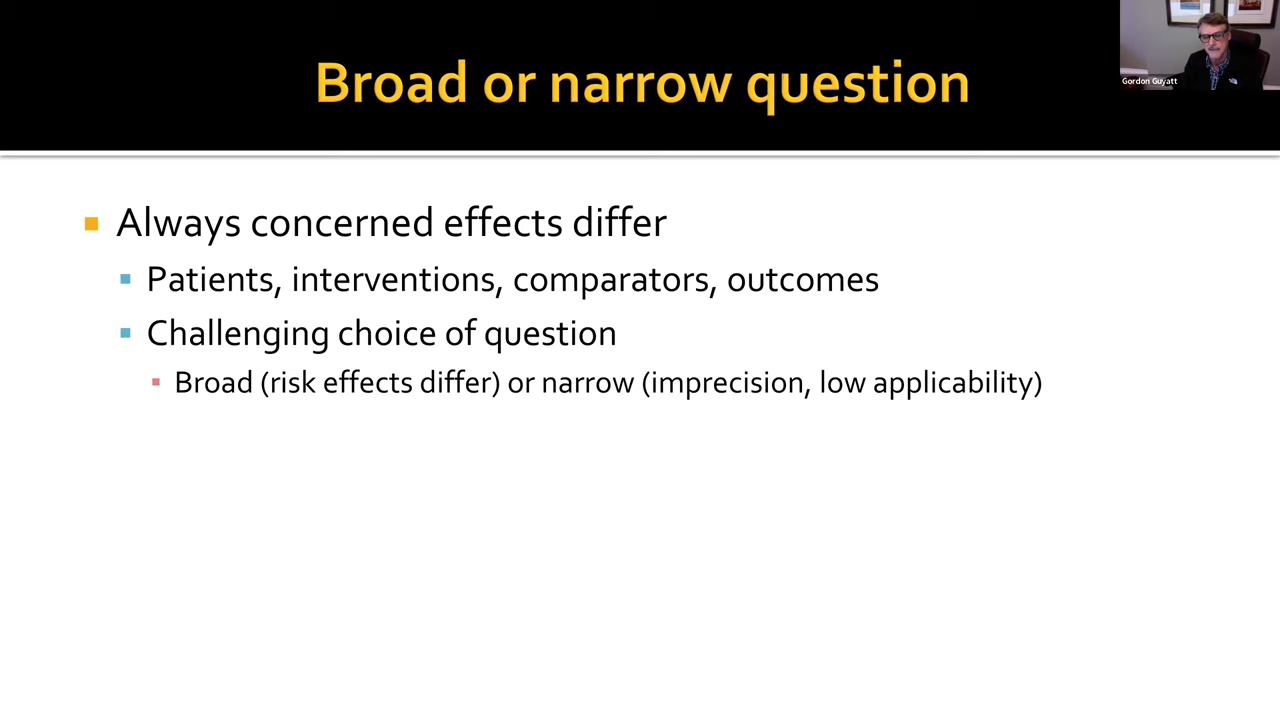 Broad or narrow question
Gordon Guyatt
Always concerned effects differ
Patients, interventions, comparators, outcomes
Challenging choice of question
Broad (risk effects differ) or narrow (imprecision, low applicability)